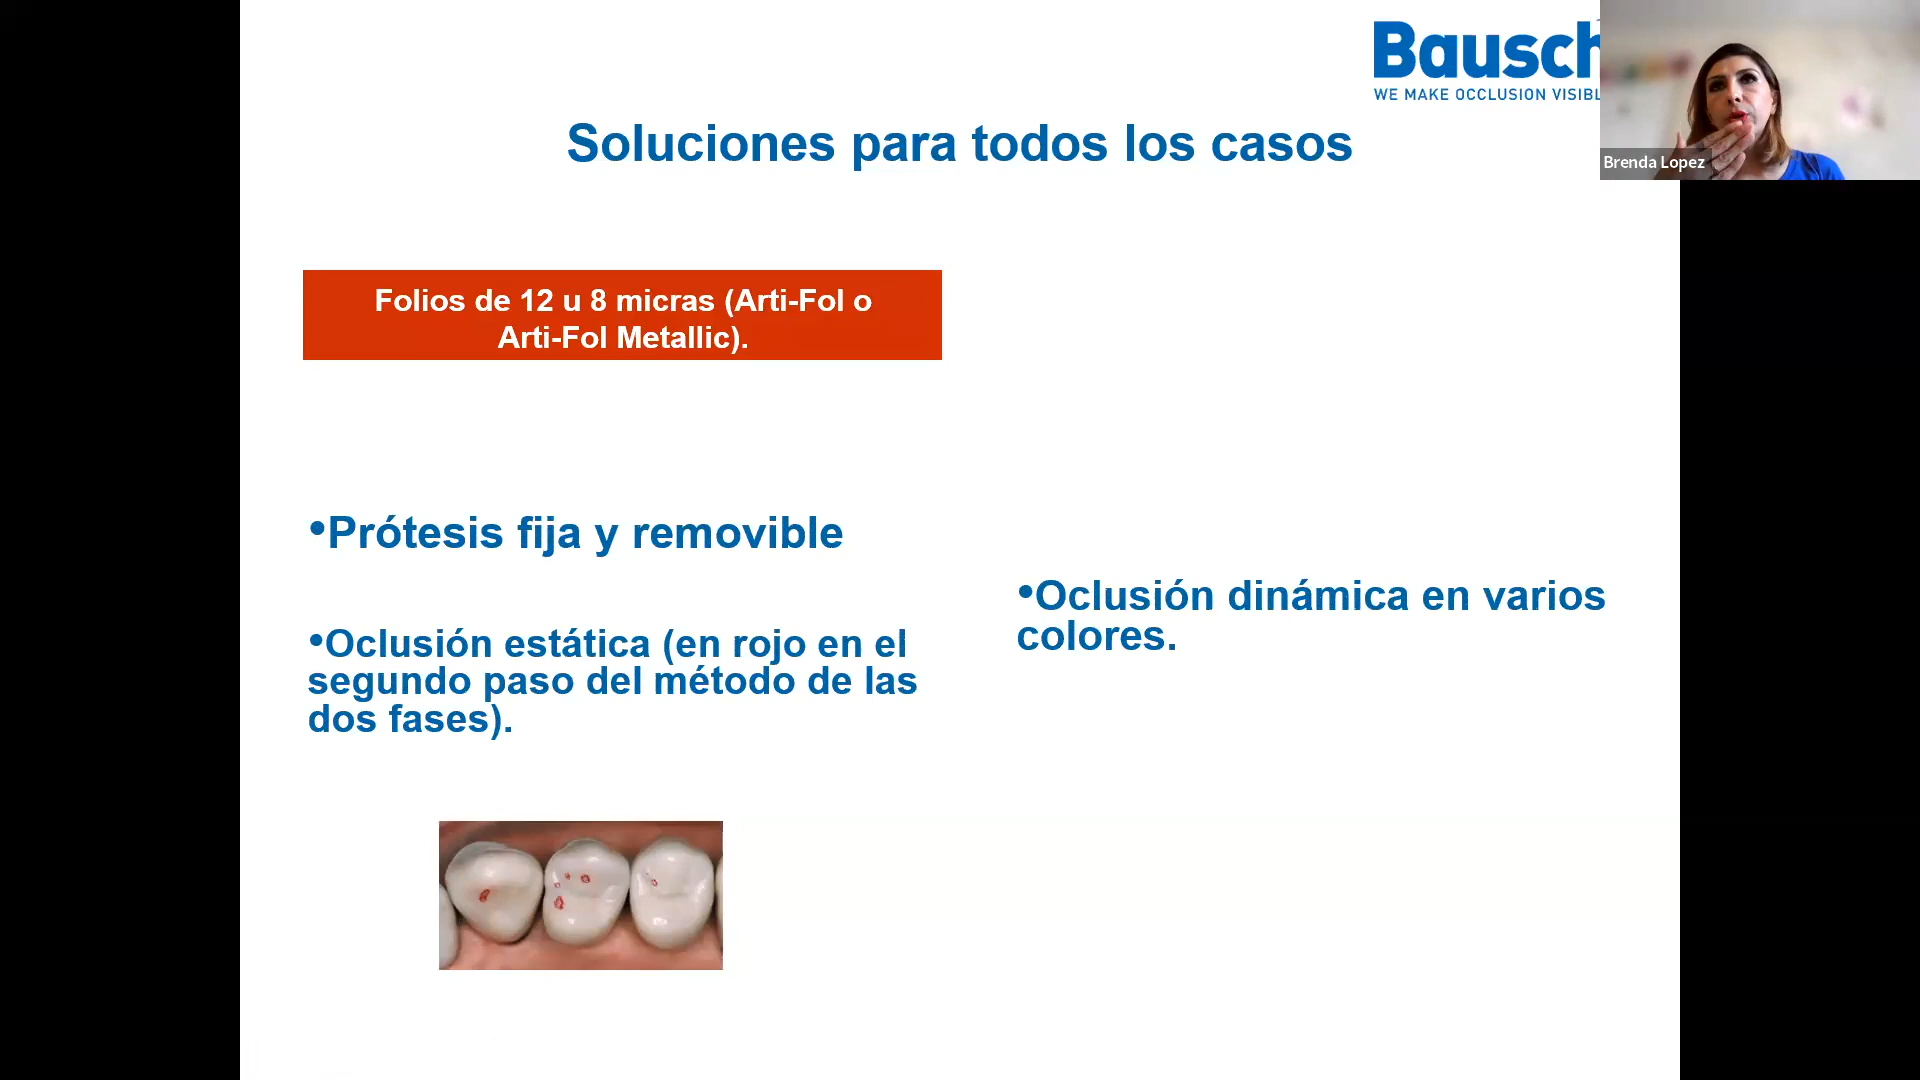 Bausch
WE MAKE OCCLUSION VISIBL
Brenda Lopez
Soluciones para todos los casos
Folios de 12 u 8 micras (Arti-Fol o
Arti-Fol Metallic).
•Prótesis fija y removible
•Oclusión estática (en rojo en el
segundo paso del método de las
dos fases).
•Oclusión dinámica en varios
colores.